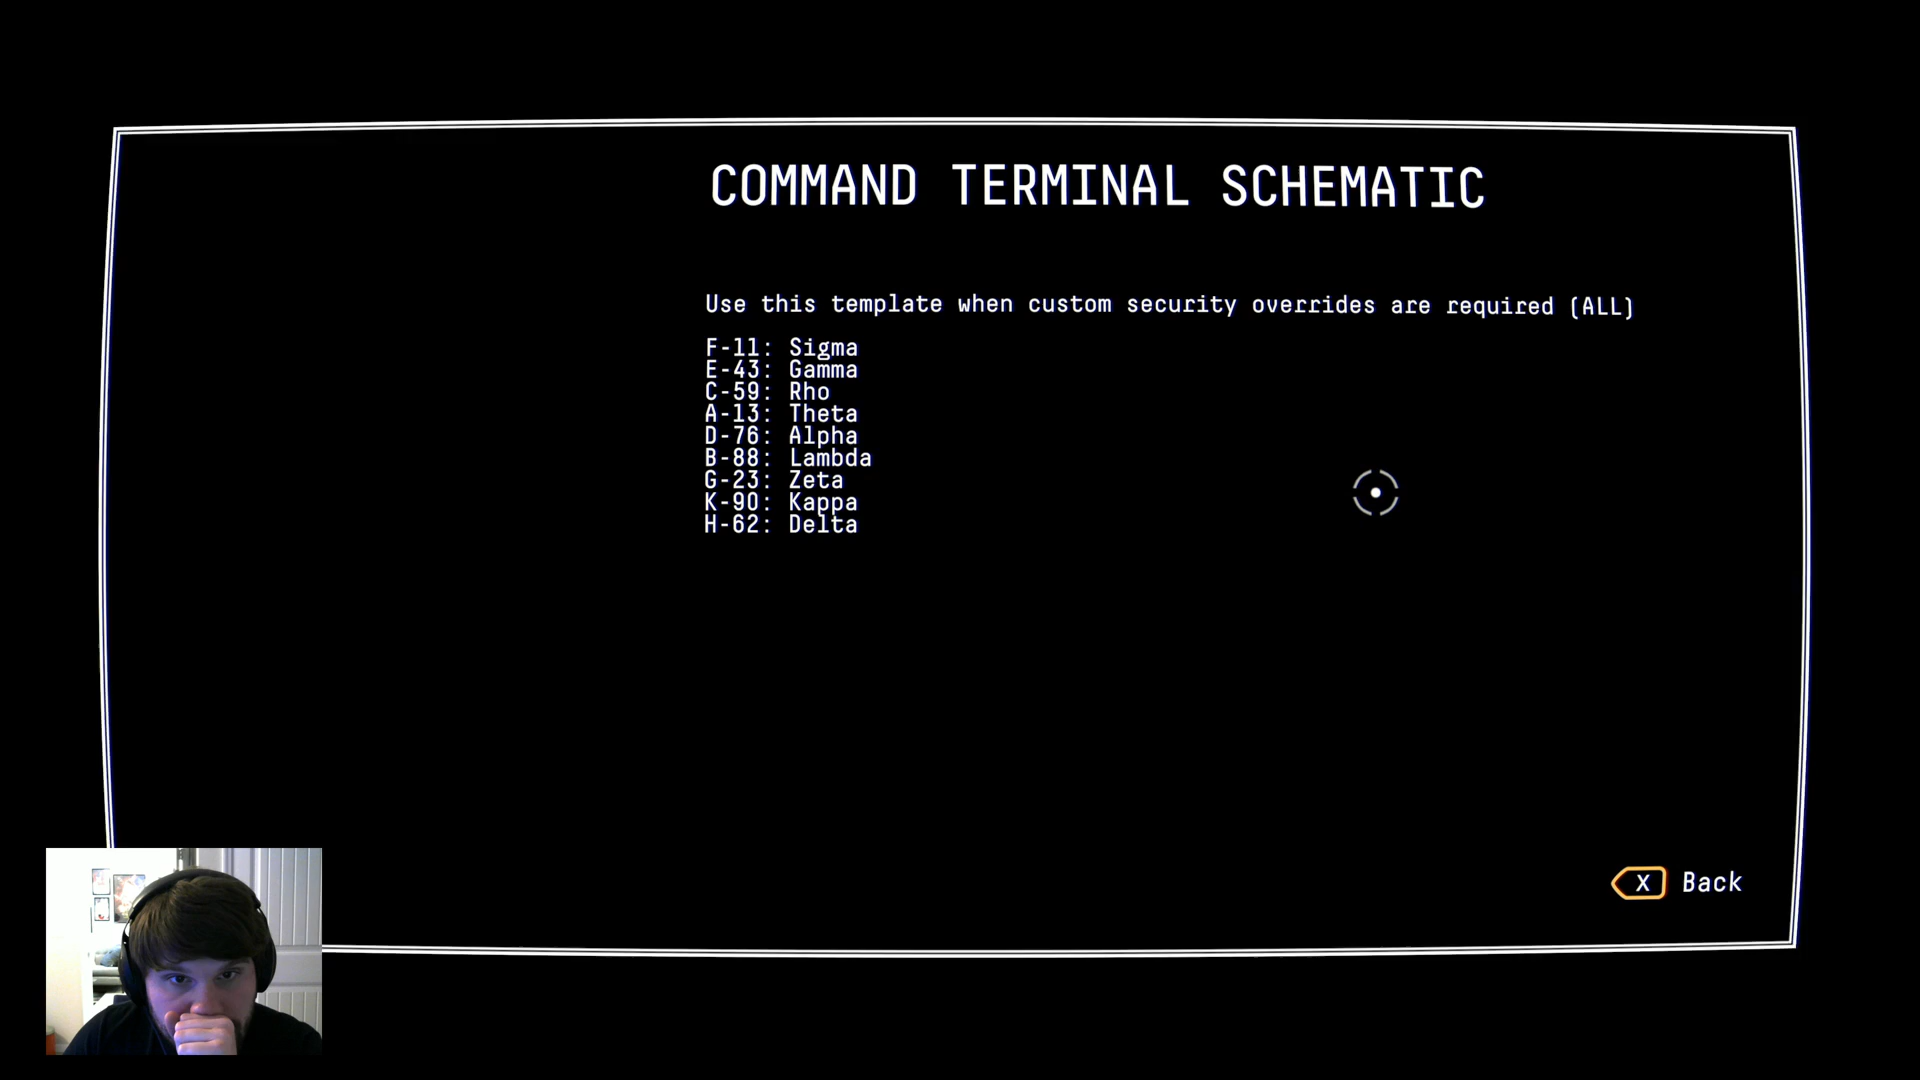 COMMAND TERMINAL SCHEMATIC
Use this template when custom security overrides are required (ALL)
F-11: Sigma
E-43: Gamma
C-59: Rho
A-13: Theta
D-76: Alpha
B-88: Lambda
G-23: Zeta
K-90: Kappa
H-62: Delta
X Back